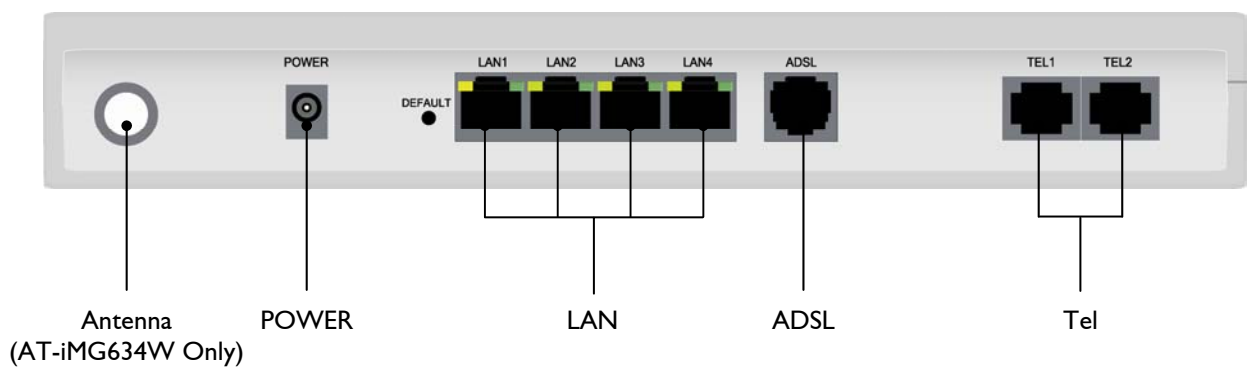 POWER
LAN1 LAN2 LAN3 LAN4 ADSL
TEL1 TEL2
DEFAULT
Antenna
(AT-iMG634W Only)
POWER
LAN
ADSL
Tel